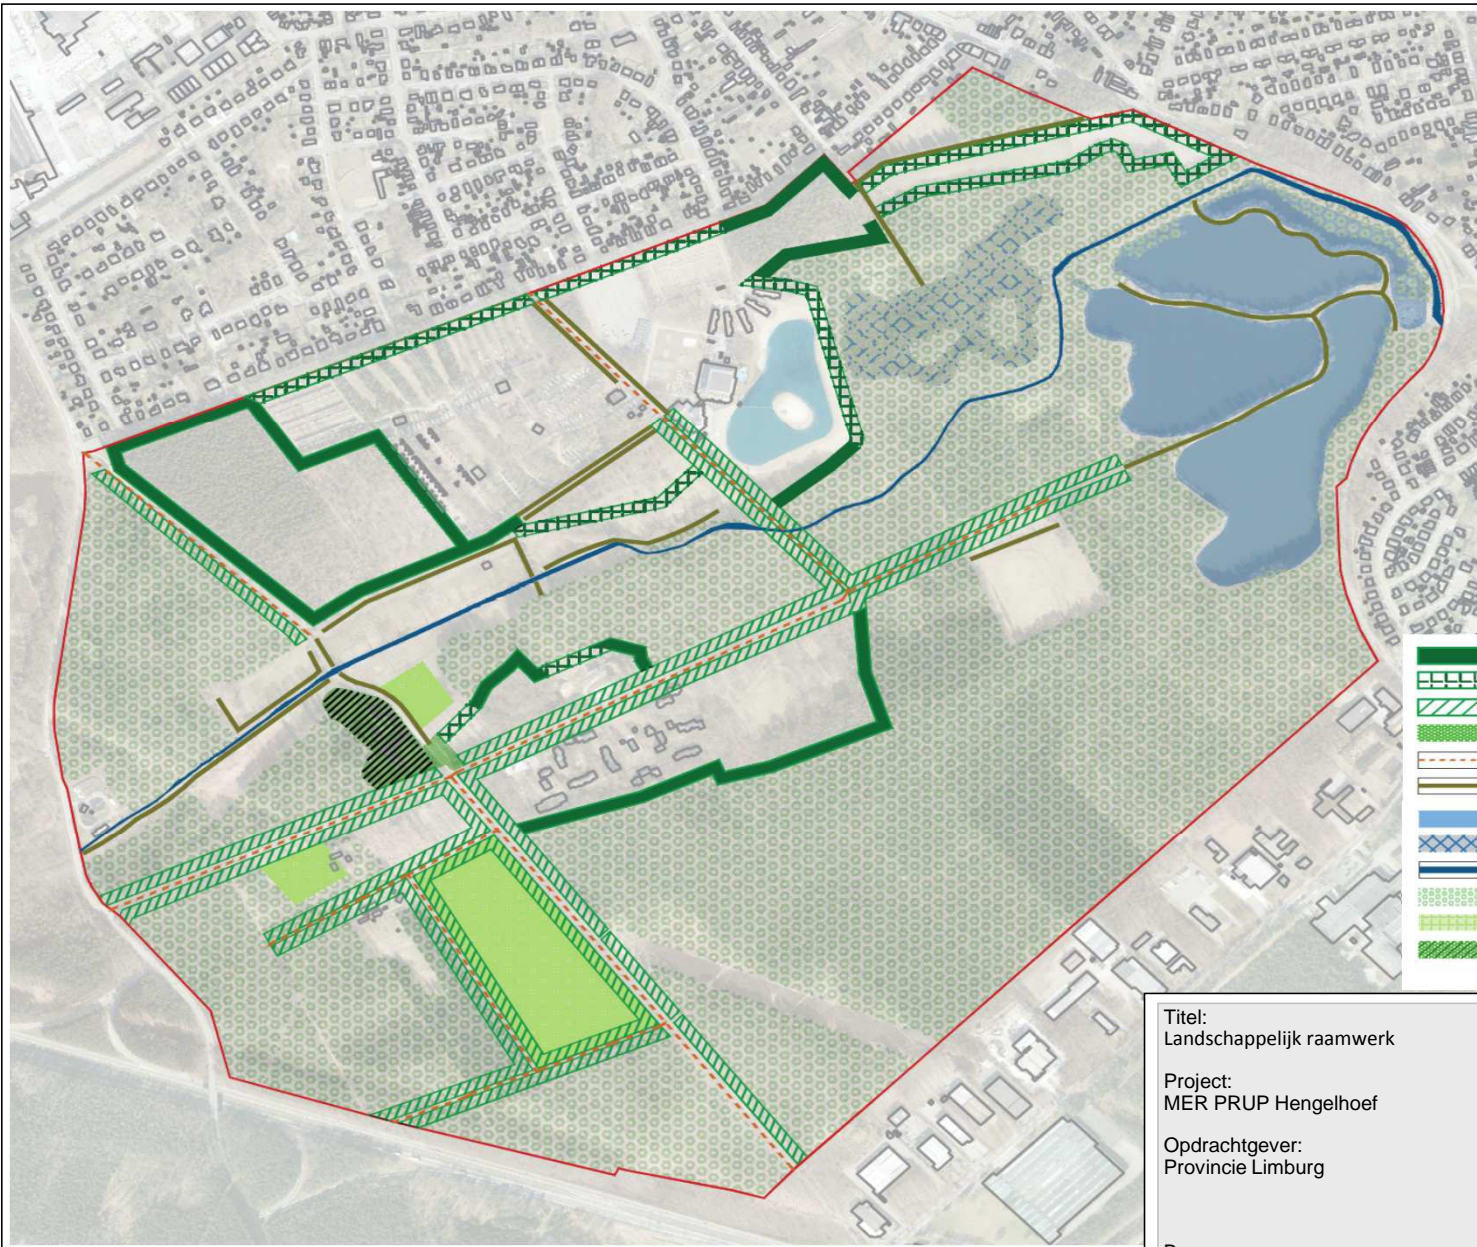 Titel:
Landschappelijk raamwerk
Project:
MER PRUP Hengelhoef
Opdrachtgever:
Provincie Limburg